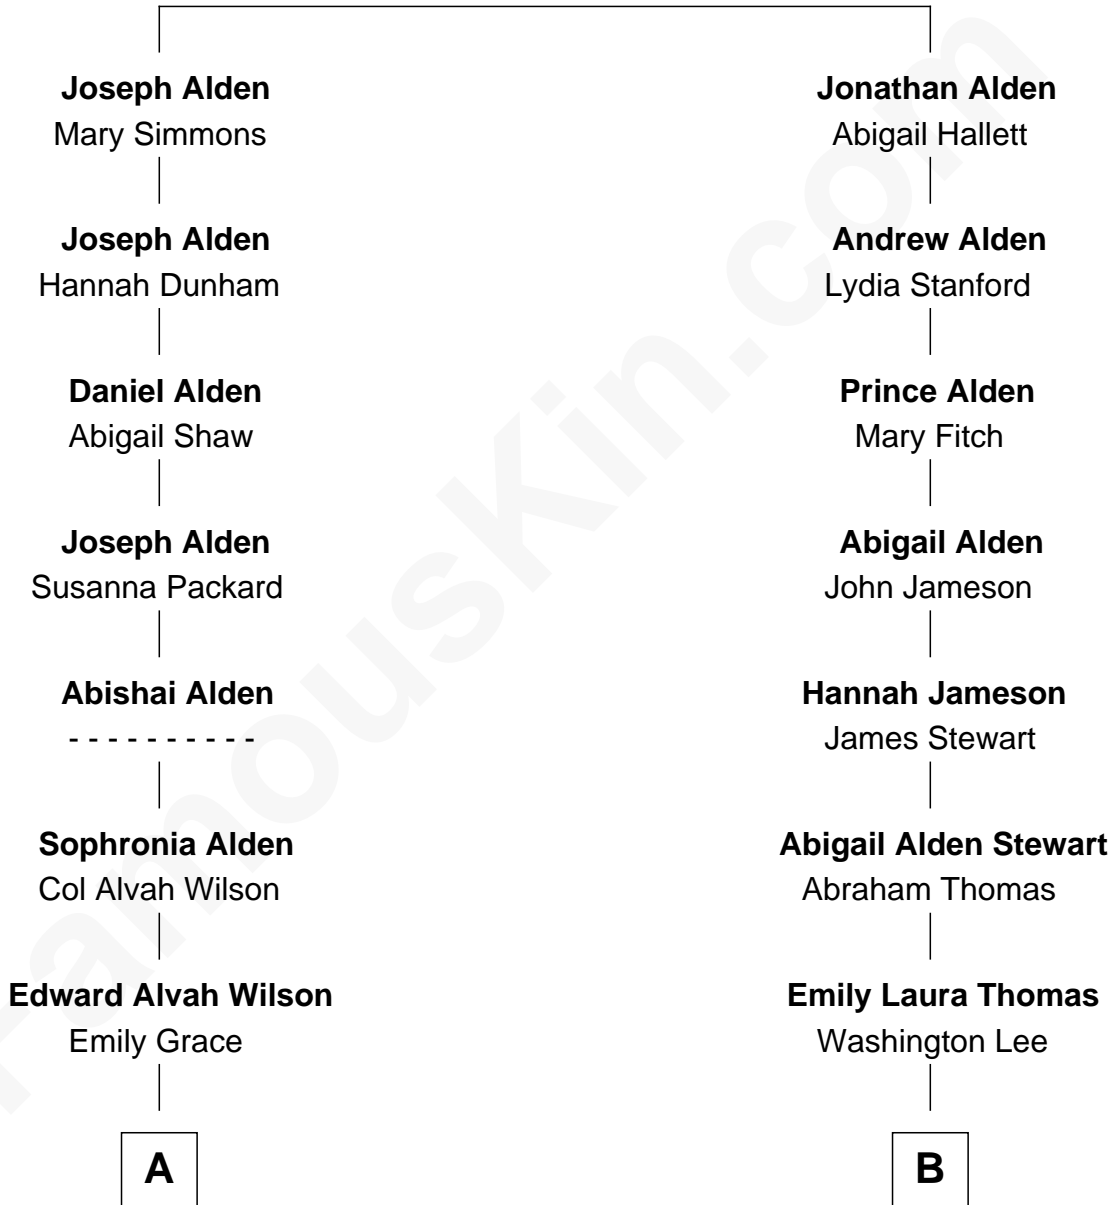 Joseph Alden
Mary Simmons
Joseph Alden
Hannah Dunham
Daniel Alden
Abigail Shaw
Joseph Alden
Susanna Packard
Abishai Alden
- - - - - - - - - -
Sophronia Alden
Col Alvah Wilson
Edward Alvah Wilson
Emily Grace
A
Jonathan Alden
Abigail Hallett
Andrew Alden
Lydia Stanford
Prince Alden
Mary Fitch
Abigail Alden
John Jameson
Hannah Jameson
James Stewart
Abigail Alden Stewart
Abraham Thomas
Emily Laura Thomas
Washington Lee
B
FamousKin.com